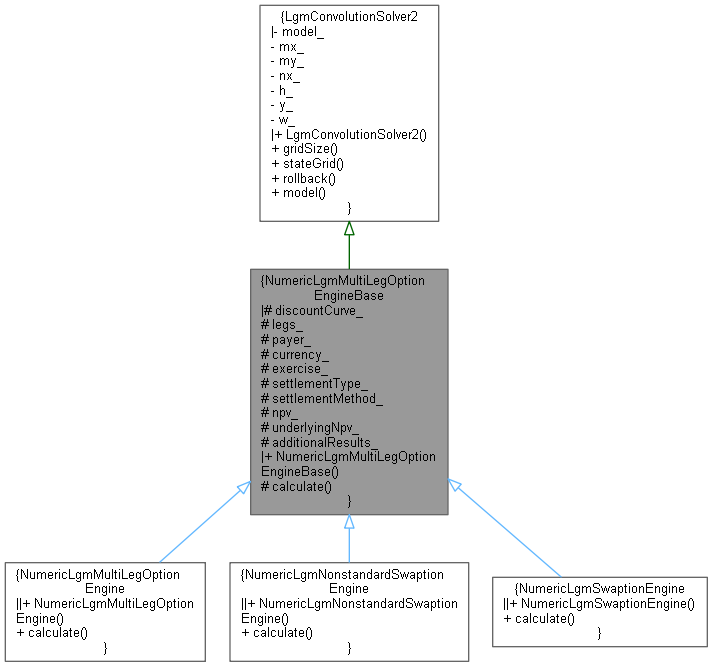 {LgmConvolutionSolver2
|- model_
- mx_
- my_
- nx_
- h_
- y_
- w_
|+ LgmConvolutionSolver2()
+ gridSize()
+ stateGrid()
+ rollback()
+ model()
}
{NumericLgmMultiLegOption
EngineBase
|# discountCurve_
# legs_
# payer_
# currency_
# exercise_
# settlementType_
# settlementMethod_
# npv_
# underlyingNpv_
# additionalResults_
|+ NumericLgmMultiLegOption
EngineBase()
# calculate()
}
{NumericLgmMultiLegOption
Engine
||+ NumericLgmMultiLegOption
Engine()
+ calculate()
}
{NumericLgmNonstandardSwaption
Engine
||+ NumericLgmNonstandardSwaption
Engine()
+ calculate()
}
{NumericLgmSwaptionEngine
||+ NumericLgmSwaptionEngine()
+ calculate()
}